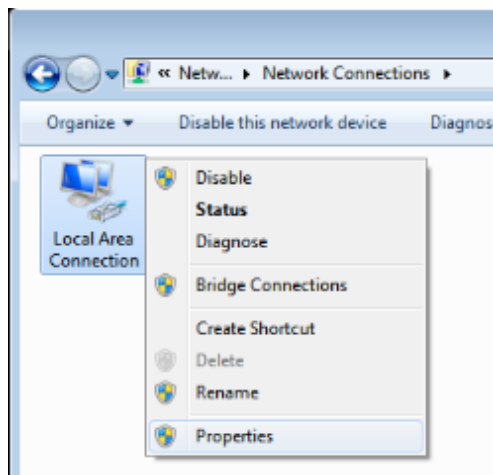 « Netw... ▸ Network Connections ▸
Organize ▾ Disable this network device Diagnos
Local Area
Connection
Disable
Status
Diagnose
Bridge Connections
Create Shortcut
Delete
Rename
Properties